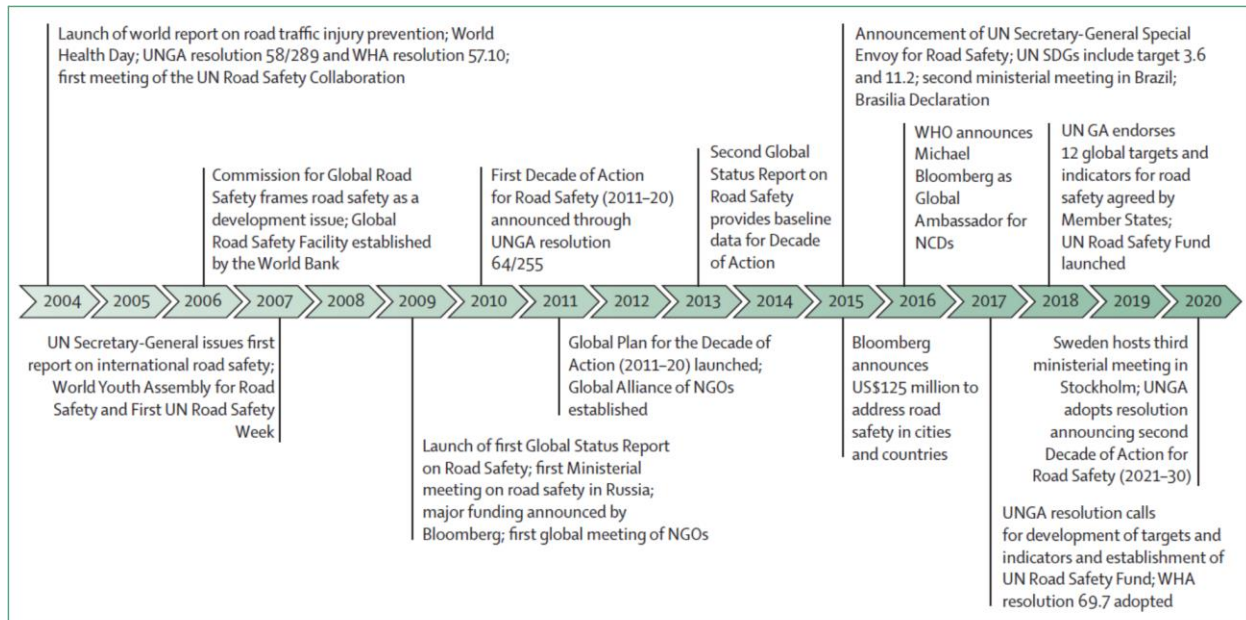 Launch of world report on road traffic injury prevention; World
Health Day; UNGA resolution 58/289 and WHA resolution 57.10;
first meeting of the UN Road Safety Collaboration
Announcement of UN Secretary-General Special
Envoy for Road Safety; UN SDGs include target 3.6
and 11.2; second ministerial meeting in Brazil;
Brasilia Declaration
Commission for Global Road
Safety frames road safety as a
development issue; Global
Road Safety Facility established
by the World Bank
First Decade of Action
for Road Safety (2011–20)
announced through
UNGA resolution
64/255
Second Global
Status Report on
Road Safety
provides baseline
data for Decade
of Action
WHO announces
Michael
Bloomberg as
Global
Ambassador for
NCDs
UN GA endorses
12 global targets and
indicators for road
safety agreed by
Member States;
UN Road Safety Fund
launched
2004 2005 2006 2007 2008 2009 2010 2011 2012 2013 2014 2015 2016 2017 2018 2019 2020
UN Secretary-General issues first
report on international road safety;
World Youth Assembly for Road
Safety and First UN Road Safety
Week
Launch of first Global Status Report
on Road Safety; first Ministerial
meeting on road safety in Russia;
major funding announced by
Bloomberg; first global meeting of NGOs
Global Plan for the Decade of
Action (2011–20) launched;
Global Alliance of NGOs
established
Bloomberg
announces
US$125 million to
address road
safety in cities
and countries
UNGA resolution calls
for development of targets and
indicators and establishment of
UN Road Safety Fund; WHA
resolution 69.7 adopted
Sweden hosts third
ministerial meeting in
Stockholm; UNGA
adopts resolution
announcing second
Decade of Action for
Road Safety (2021–30)